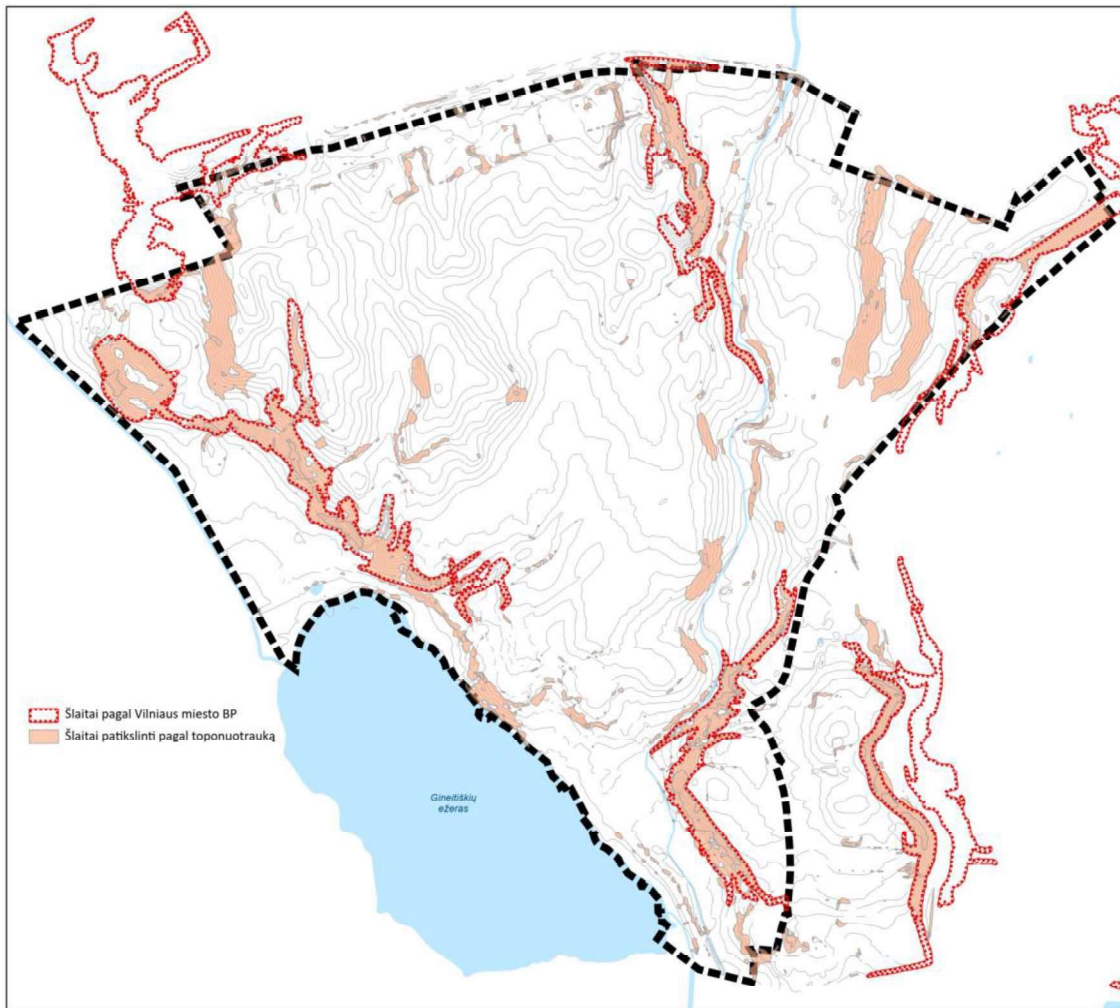 Šlaitai pagal Vilniaus miesto BP
Šlaitai patikslinti pagal toponuotrauką
Gineitiškių
ežeras